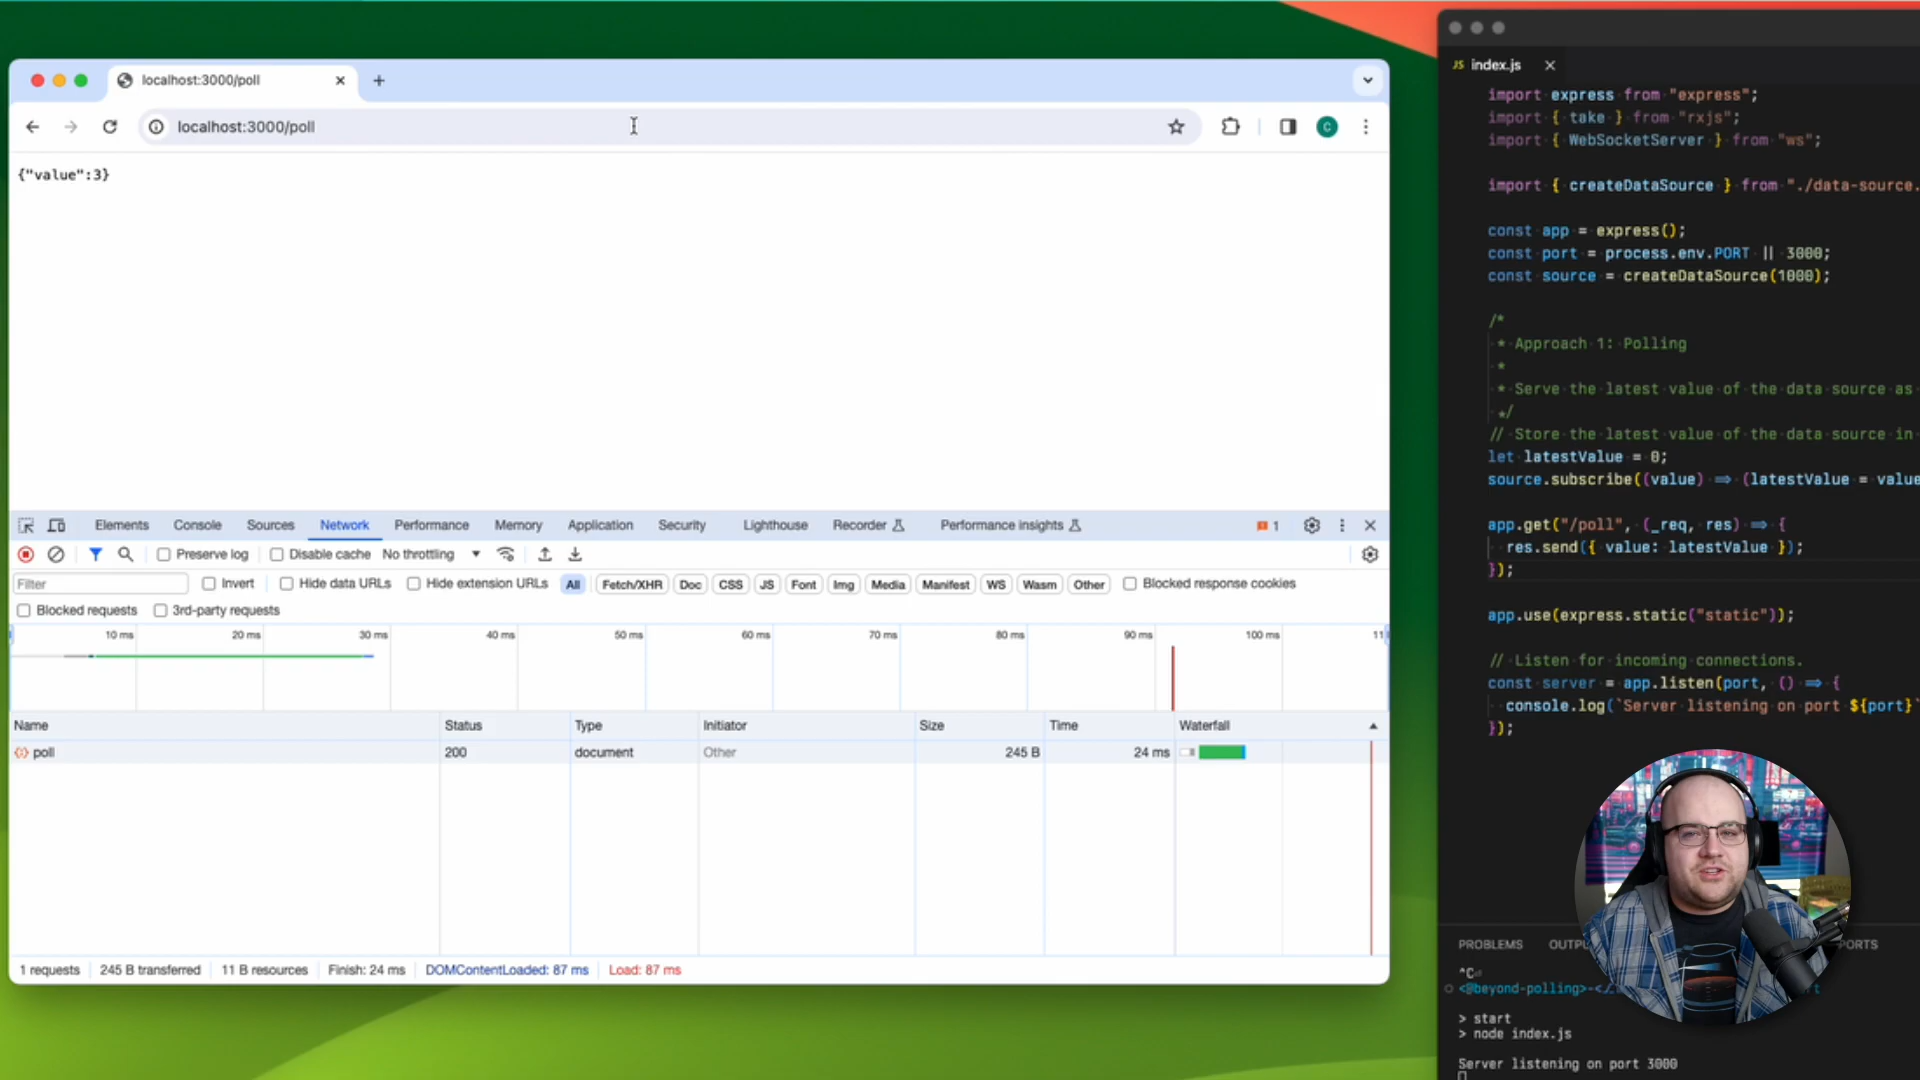 localhost:3000/poll
localhost:3000/poll
C
{"value":3}
Elements Console Sources Network Performance Memory Application Security Lighthouse Recorder Performance insights 1
Preserve log Disable cache No throttling
Filter Invert Hide data URLs Hide extension URLs All Fetch/XHR Doc CSS JS Font Img Media Manifest WS Wasm Other Blocked response cookies
Blocked requests 3rd-party requests
10 ms 20 ms 30 ms 40 ms 50 ms 60 ms 70 ms 80 ms 90 ms 100 ms 11
Name Status Type Initiator Size Time Waterfall
poll 200 document Other 245 B 24 ms
1 requests 245 B transferred 11 B resources Finish: 24 ms DOMContentLoaded: 87 ms Load: 87 ms
JS index.js
import express from "express";
import { take } from "rxjs";
import { WebSocketServer } from "ws";
import { createDataSource } from "./data-source.
const app = express();
const port = process.env.PORT || 3000;
const source = createDataSource(1000);
/*
* Approach 1: Polling
*
* Serve the latest value of the data source as
*/
// Store the latest value of the data source in
let latestValue = 0;
source.subscribe((value) => (latestValue = value
app.get("/poll", (_req, res) => {
res.send({ value: latestValue });
});
app.use(express.static("static"));
// Listen for incoming connections.
const server = app.listen(port, () => {
console.log(`Server listening on port ${port}`
});
PROBLEMS OUTPU PORTS
^C
<@beyond-polling>-<
> start
> node index.js
Server listening on port 3000